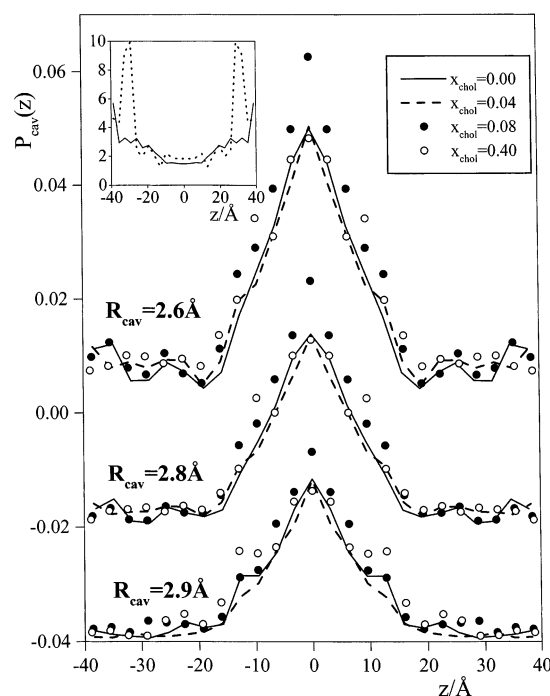 P_cav(z)
0.06
0.04
0.02
0.00
-0.02
-0.04
10
8
6
4
2
0
-40 -20 0 20 40
z/Å
x_chol=0.00
x_chol=0.04
x_chol=0.08
x_chol=0.40
R_cav=2.6Å
R_cav=2.8Å
R_cav=2.9Å
-40 -30 -20 -10 0 10 20 30 40
z/Å